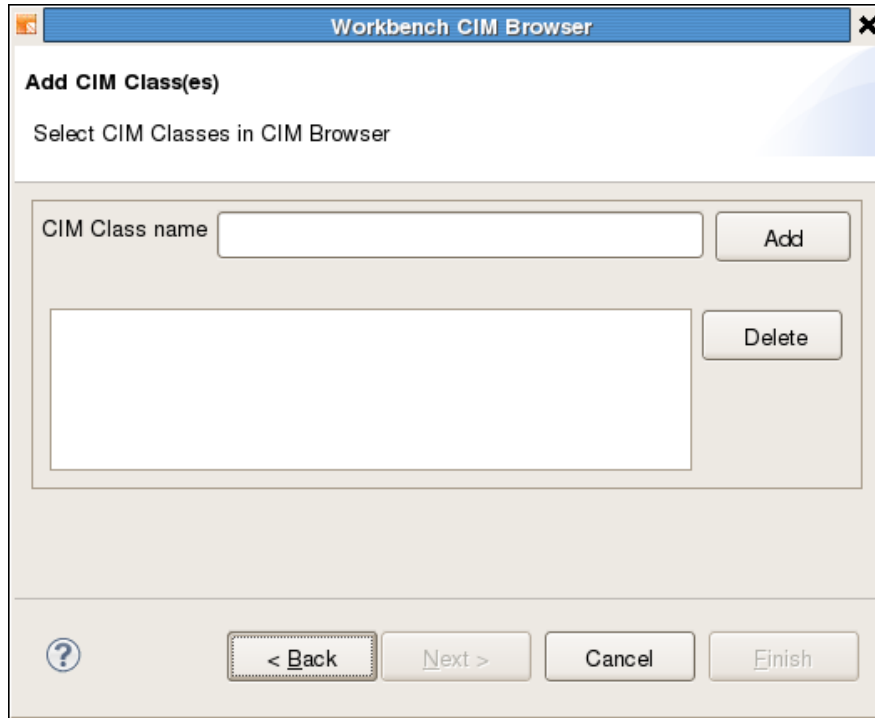 Workbench CIM Browser
Add CIM Class(es)
Select CIM Classes in CIM Browser
CIM Class name
Add
Delete
?
< Back
Next >
Cancel
Finish